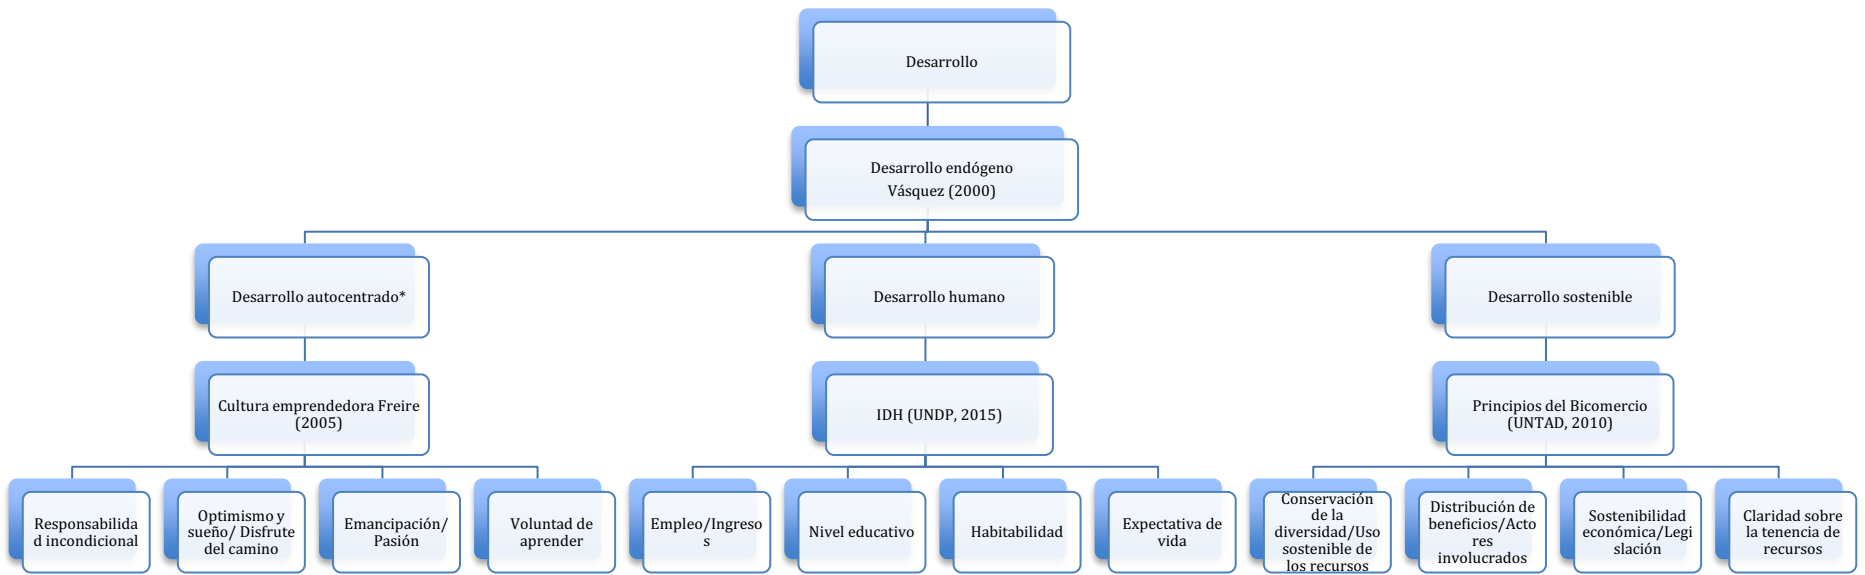 Desarrollo
Desarrollo endógeno
Vásquez (2000)
Desarrollo autocentrado*
Desarrollo humano
Desarrollo sostenible
Cultura emprendedora Freire
(2005)
IDH (UNDP, 2015)
Principios del Bicomercio
(UNTAD, 2010)
Responsabilida
d incondicional
Optimismo y
sueño/ Disfrute
del camino
Emancipación/
Pasión
Voluntad de
aprender
Empleo/Ingreso
s
Nivel educativo
Habitabilidad
Expectativa de
vida
Conservación
de la
diversidad/Uso
sostenible de
los recursos
Distribución de
beneficios/Acto
res
involucrados
Sostenibilidad
económica/Legi
slación
Claridad sobre
la tenencia de
recursos